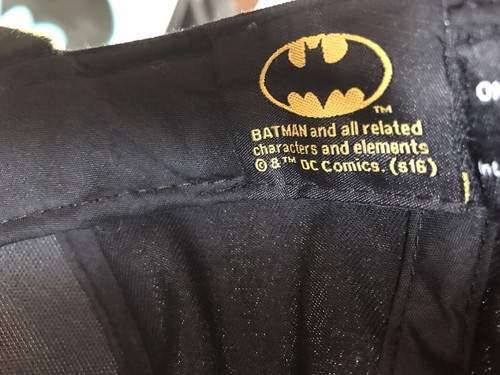 TM
BATMAN and all related
characters and elements
© & ™ DC Comics. (s16)